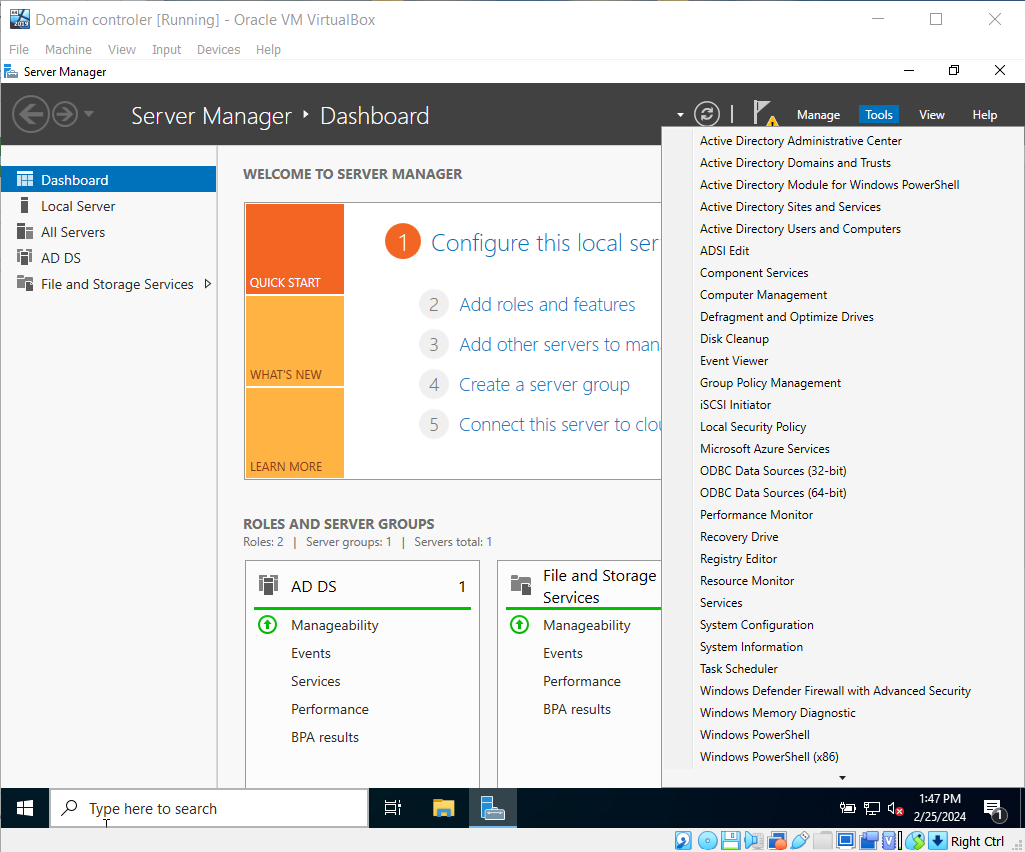 Domain controler [Running] - Oracle VM VirtualBox
File Machine View Input Devices Help
Server Manager
Server Manager Dashboard
Manage Tools View Help
Dashboard
Local Server
All Servers
AD DS
File and Storage Services
WELCOME TO SERVER MANAGER
QUICK START
WHAT'S NEW
LEARN MORE
1 Configure this local ser
2 Add roles and features
3 Add other servers to man
4 Create a server group
5 Connect this server to clou
ROLES AND SERVER GROUPS
Roles: 2 | Server groups: 1 | Servers total: 1
AD DS 1
Manageability
Events
Services
Performance
BPA results
File and Storage
Services
Manageability
Events
Performance
BPA results
Active Directory Administrative Center
Active Directory Domains and Trusts
Active Directory Module for Windows PowerShell
Active Directory Sites and Services
Active Directory Users and Computers
ADSI Edit
Component Services
Computer Management
Defragment and Optimize Drives
Disk Cleanup
Event Viewer
Group Policy Management
iSCSI Initiator
Local Security Policy
Microsoft Azure Services
ODBC Data Sources (32-bit)
ODBC Data Sources (64-bit)
Performance Monitor
Recovery Drive
Registry Editor
Resource Monitor
Services
System Configuration
System Information
Task Scheduler
Windows Defender Firewall with Advanced Security
Windows Memory Diagnostic
Windows PowerShell
Windows PowerShell (x86)
Type here to search
1:47 PM
2/25/2024
1
Right Ctrl